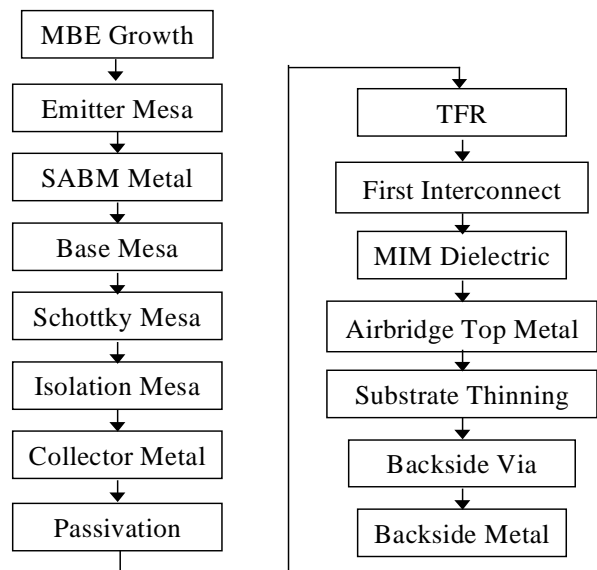 MBE Growth
Emitter Mesa
SABM Metal
Base Mesa
Schottky Mesa
Isolation Mesa
Collector Metal
Passivation
TFR
First Interconnect
MIM Dielectric
Airbridge Top Metal
Substrate Thinning
Backside Via
Backside Metal